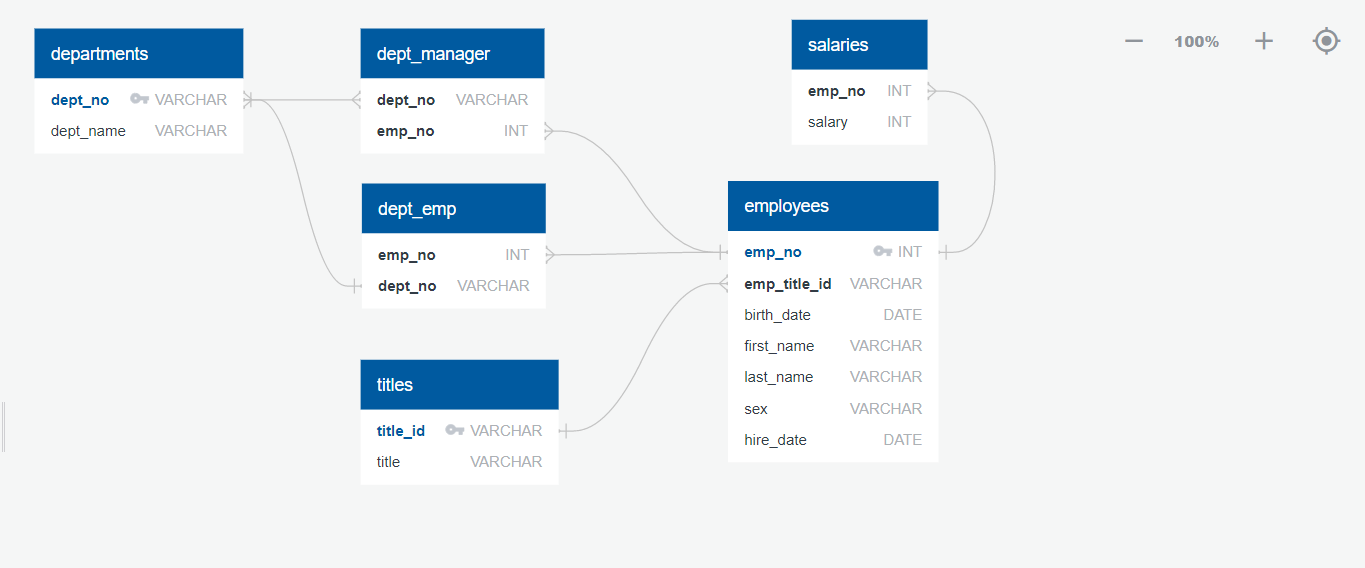 departments
dept_no VARCHAR
dept_name VARCHAR
dept_manager
dept_no VARCHAR
emp_no INT
dept_emp
emp_no INT
dept_no VARCHAR
titles
title_id VARCHAR
title VARCHAR
salaries
emp_no INT
salary INT
employees
emp_no INT
emp_title_id VARCHAR
birth_date DATE
first_name VARCHAR
last_name VARCHAR
sex VARCHAR
hire_date DATE
100%